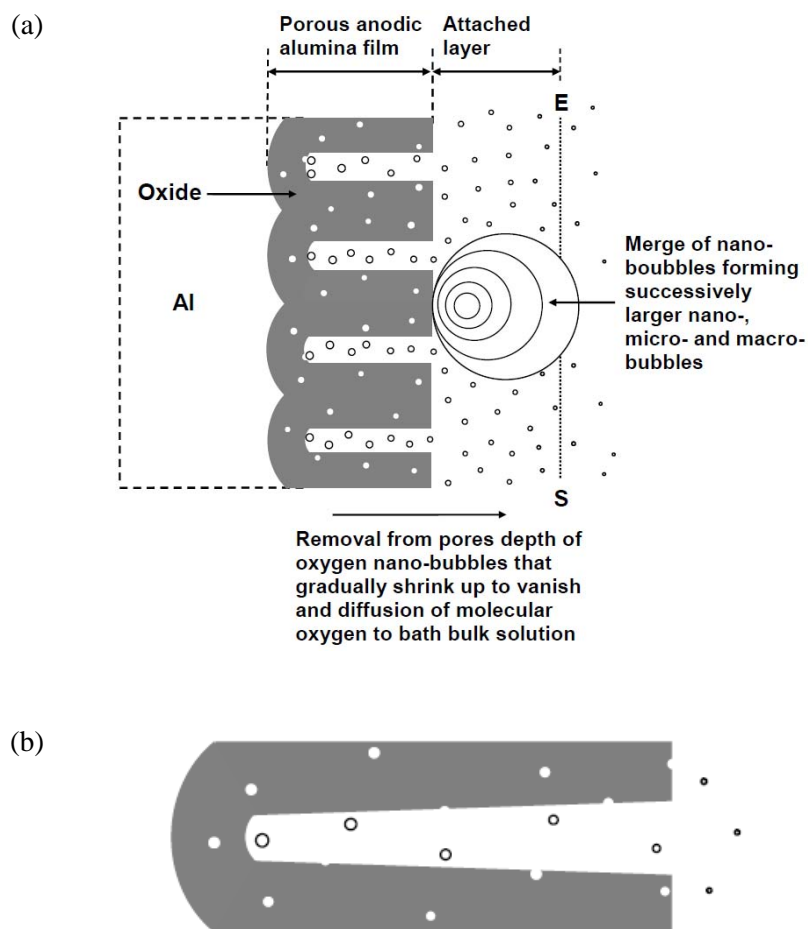 (a)
Porous anodic
alumina film
Attached
layer
E
Oxide
Al
Merge of nano-
boubbles forming
successively
larger nano-,
micro- and macro-
bubbles
S
Removal from pores depth of
oxygen nano-bubbles that
gradually shrink up to vanish
and diffusion of molecular
oxygen to bath bulk solution
(b)